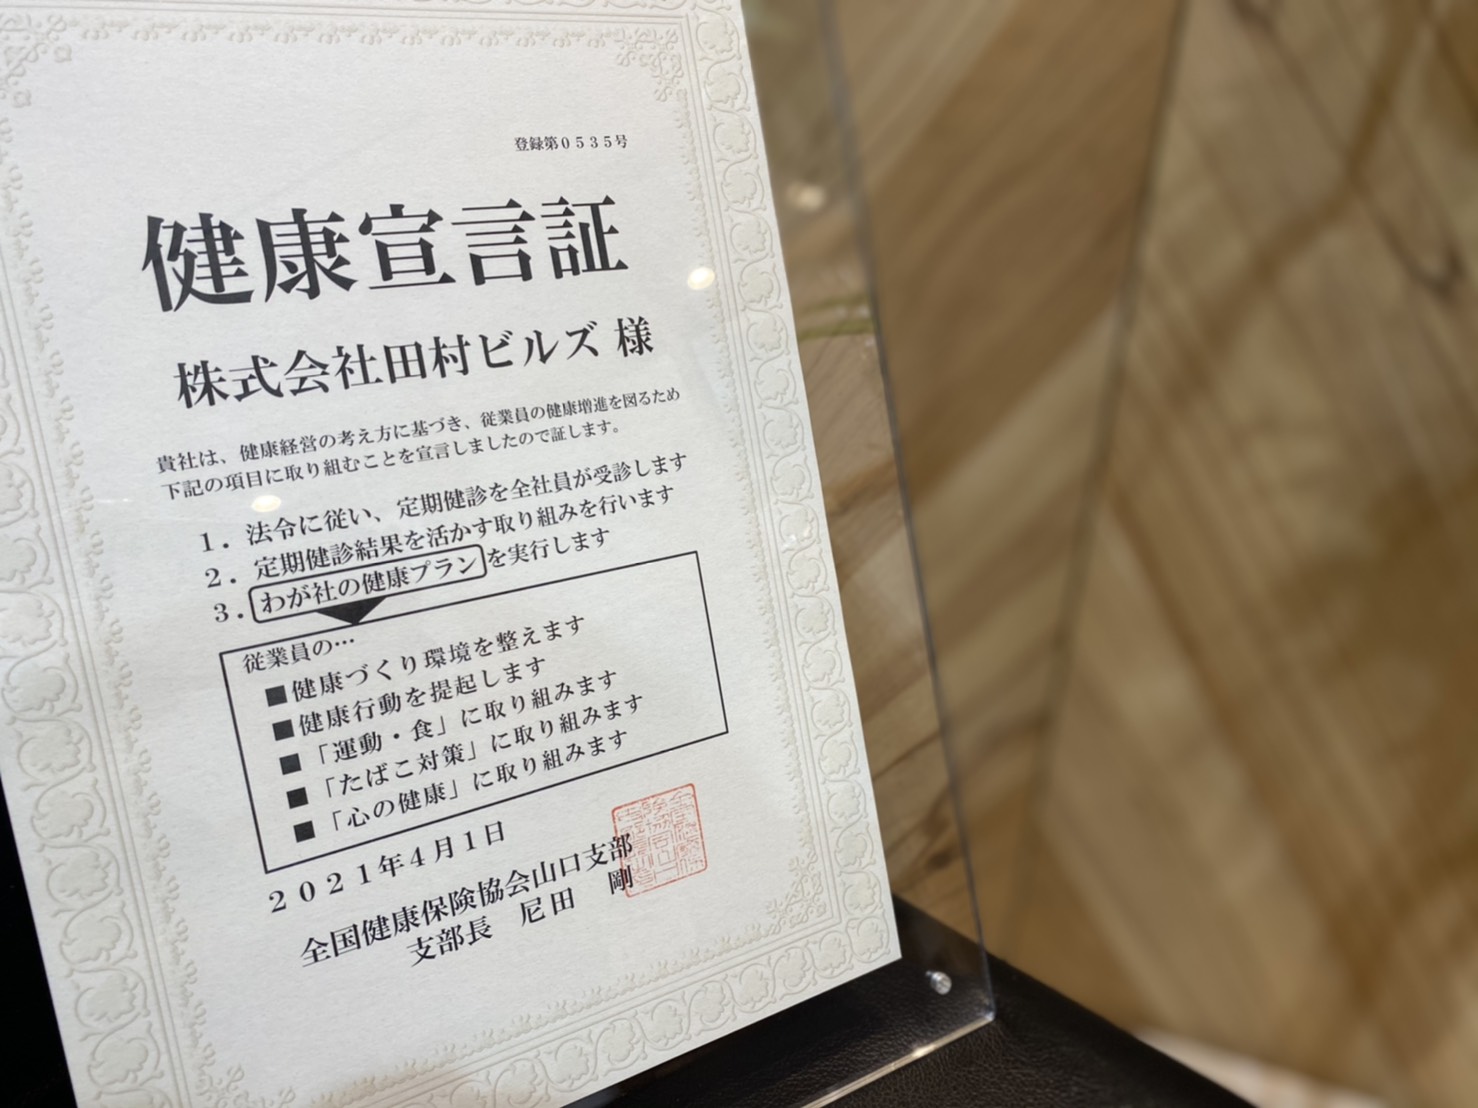 登録第０５３５号
健康宣言証
株式会社田村ビルズ 様
貴社は、健康経営の考え方に基づき、従業員の健康増進を図るため
下記の項目に取り組むことを宣言しましたので証します。
１．法令に従い、定期健診を全社員が受診します
２．定期健診結果を活かす取り組みを行います
３．わが社の健康プランを実行します
従業員の…
■健康づくり環境を整えます
■健康行動を提起します
■「運動・食」に取り組みます
■「たばこ対策」に取り組みます
■「心の健康」に取り組みます
２０２１年４月１日
全国健康保険協会山口支部
支部長　尼田　剛